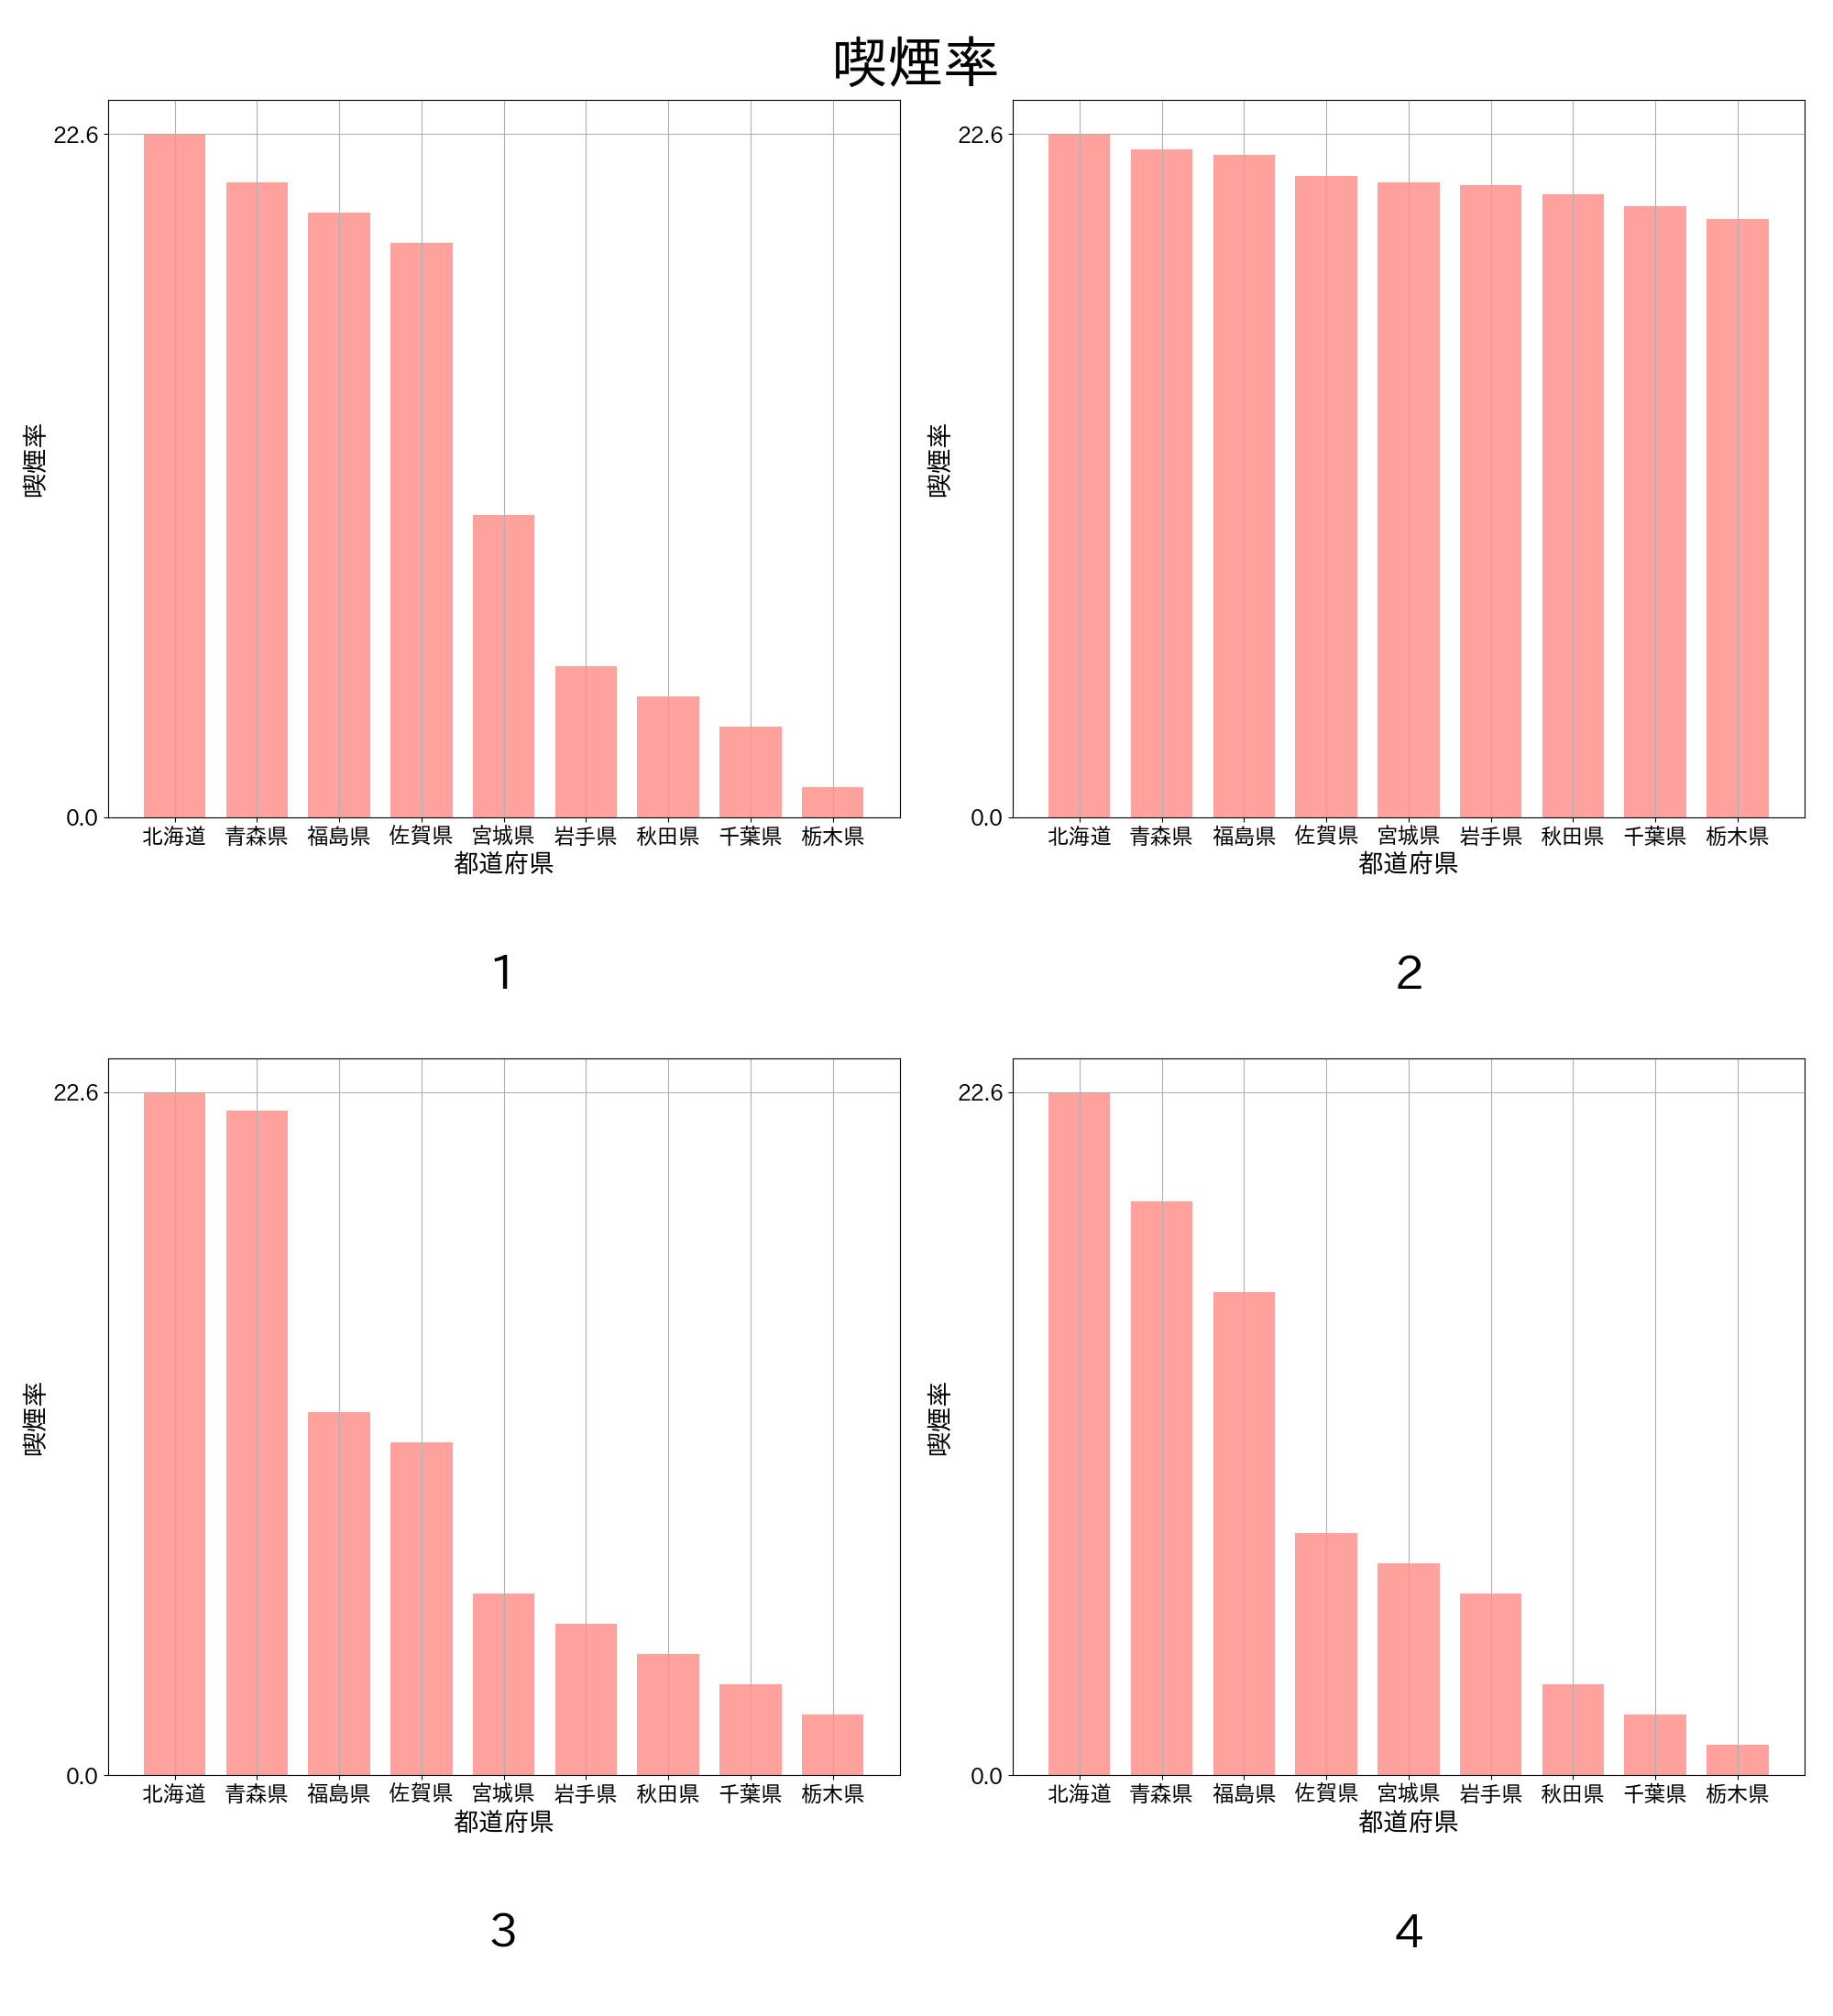 喫煙率
22.6
喫煙率
0.0
北海道 青森県 福島県 佐賀県 宮城県 岩手県 秋田県 千葉県 栃木県
都道府県
1
22.6
喫煙率
0.0
北海道 青森県 福島県 佐賀県 宮城県 岩手県 秋田県 千葉県 栃木県
都道府県
2
22.6
喫煙率
0.0
北海道 青森県 福島県 佐賀県 宮城県 岩手県 秋田県 千葉県 栃木県
都道府県
3
22.6
喫煙率
0.0
北海道 青森県 福島県 佐賀県 宮城県 岩手県 秋田県 千葉県 栃木県
都道府県
4